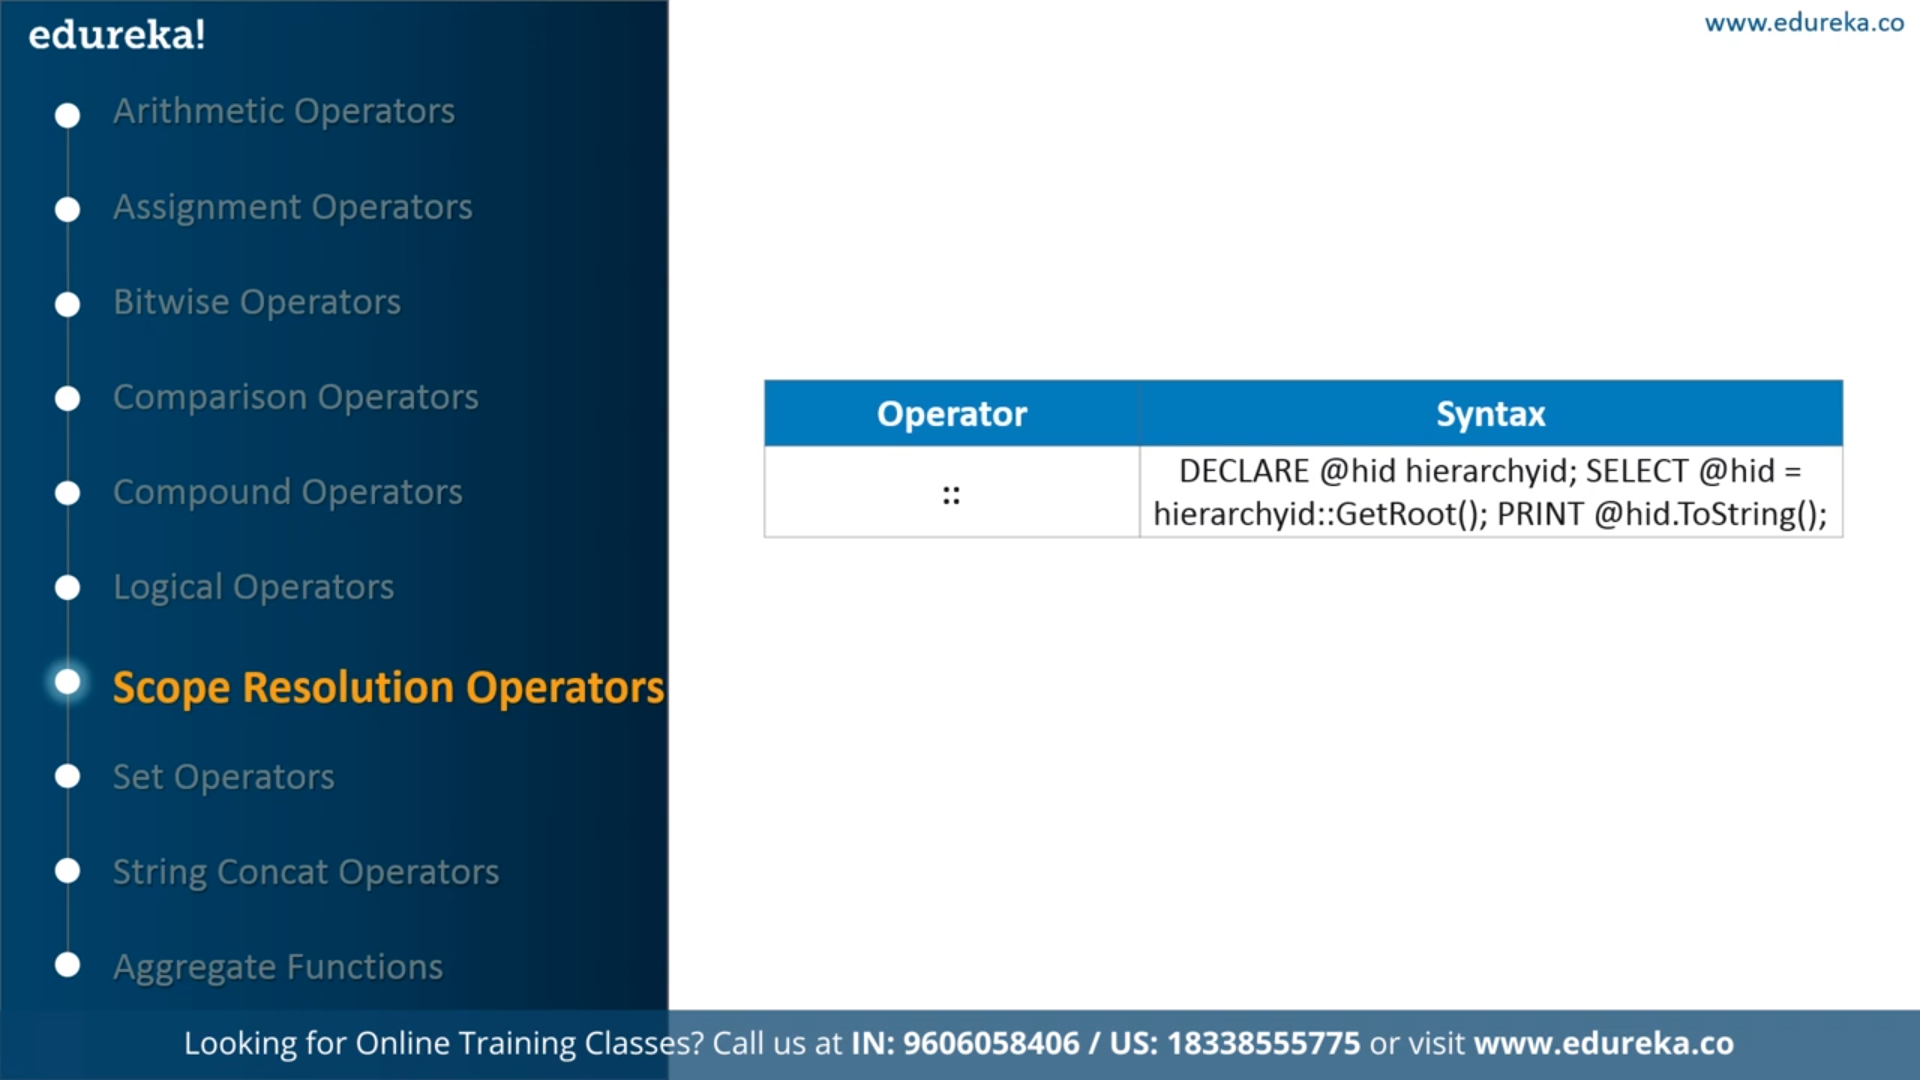 edureka!
www.edureka.co
Arithmetic Operators
Assignment Operators
Bitwise Operators
Comparison Operators
Compound Operators
Logical Operators
Scope Resolution Operators
Set Operators
String Concat Operators
Aggregate Functions
Operator Syntax
::
DECLARE @hid hierarchyid; SELECT @hid =
hierarchyid::GetRoot(); PRINT @hid.ToString();
Looking for Online Training Classes? Call us at IN: 9606058406 / US: 18338555775 or visit www.edureka.co